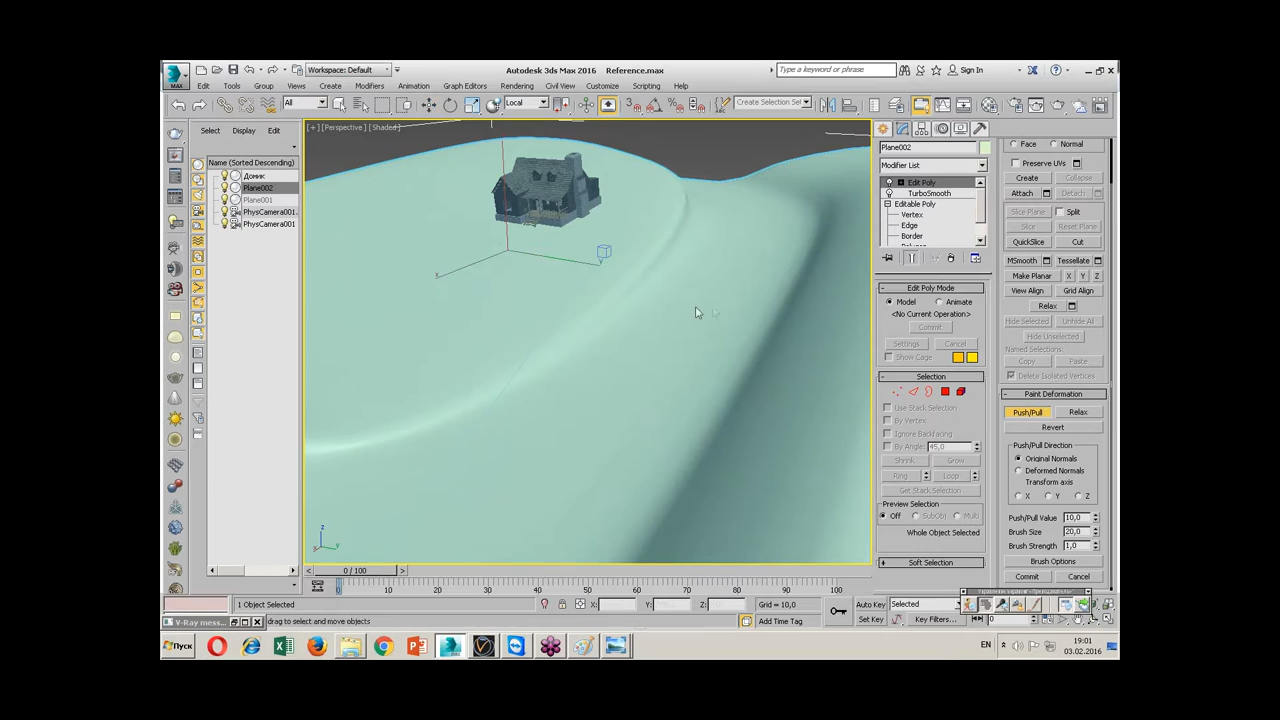 Workspace: Default
Autodesk 3ds Max 2016 Reference.max
Type a keyword or phrase
Sign In
MAX
Edit Tools Group Views Create Modifiers Animation Graph Editors Rendering Civil View Customize Scripting Help
All
Local
Create Selection Se
Select Display Edit
Name (Sorted Descending)
Домик
Plane002
Plane001
PhysCamera001.
PhysCamera001
[+] [Perspective] [Shaded]
x
y
z
x
y
Plane002
Modifier List
Edit Poly
TurboSmooth
Editable Poly
Vertex
Edge
Border
Edit Poly Mode
Model Animate
<No Current Operation>
Commit
Settings Cancel
Show Cage
Selection
Use Stack Selection
By Vertex
Ignore Backfacing
By Angle: 45,0
Shrink Grow
Ring Loop
Get Stack Selection
Preview Selection
Off SubObj Multi
Whole Object Selected
Soft Selection
Face Normal
Preserve UVs
Create Collapse
Attach Detach
Slice Plane Split
Slice Reset Plane
QuickSlice Cut
MSmooth Tessellate
Make Planar X Y Z
View Align Grid Align
Relax
Hide Selected Unhide All
Hide Unselected
Named Selections:
Copy Paste
Delete Isolated Vertices
Paint Deformation
Push/Pull Relax
Revert
Push/Pull Direction
Original Normals
Deformed Normals
Transform axis
X Y Z
Push/Pull Value 10,0
Brush Size 20,0
Brush Strength 1,0
Brush Options
Commit Cancel
0 / 100
0 10 20 30 40 50 60 70 80 90 100
1 Object Selected
X: Y: Z:
Grid = 10,0
Auto Key Selected
V-Ray mess...
drag to select and move objects
Add Time Tag
Set Key Key Filters...
0
Пуск
EN
19:01
03.02.2016